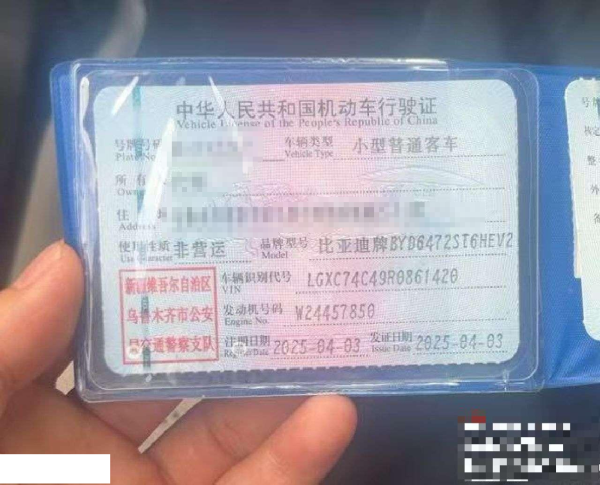 中华人民共和国机动车行驶证
Vehicle License of the People's Republic of China
号牌号码
Plate No.
车辆类型 小型普通客车
Vehicle Type
所有人
Owner
住 址
使用性质 非营运 品牌型号 比亚迪牌BYD6472ST6HEV2
Use Character Model
新疆维吾尔自治区
乌鲁木齐市公安
局交通警察支队
车辆识别代号 LGXC74C49R0861420
VIN
发动机号码 W24457850
Engine No.
注册日期 2025-04-03 发证日期 2025-04-03
Register Date Issue Date
号牌
核定
整
外
备